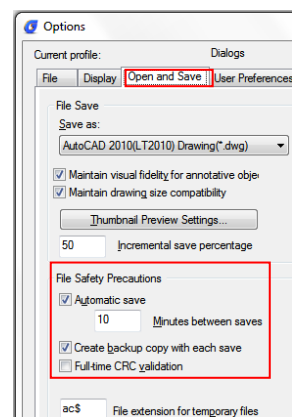 Options
Current profile: Dialogs
File Display Open and Save User Preferences
File Save
Save as:
AutoCAD 2010(LT2010) Drawing(*.dwg)
Maintain visual fidelity for annotative obje
Maintain drawing size compatibility
Thumbnail Preview Settings...
50 Incremental save percentage
File Safety Precautions
Automatic save
10 Minutes between saves
Create backup copy with each save
Full-time CRC validation
ac$ File extension for temporary files